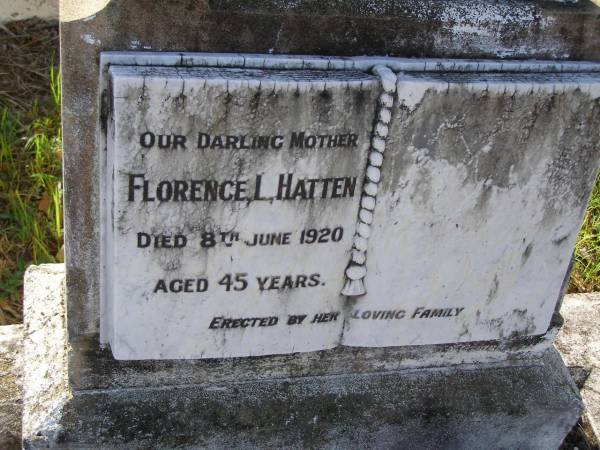 Our Darling Mother
Florence, L, Hatten
Died 8th June 1920
Aged 45 years.
Erected by her loving Family